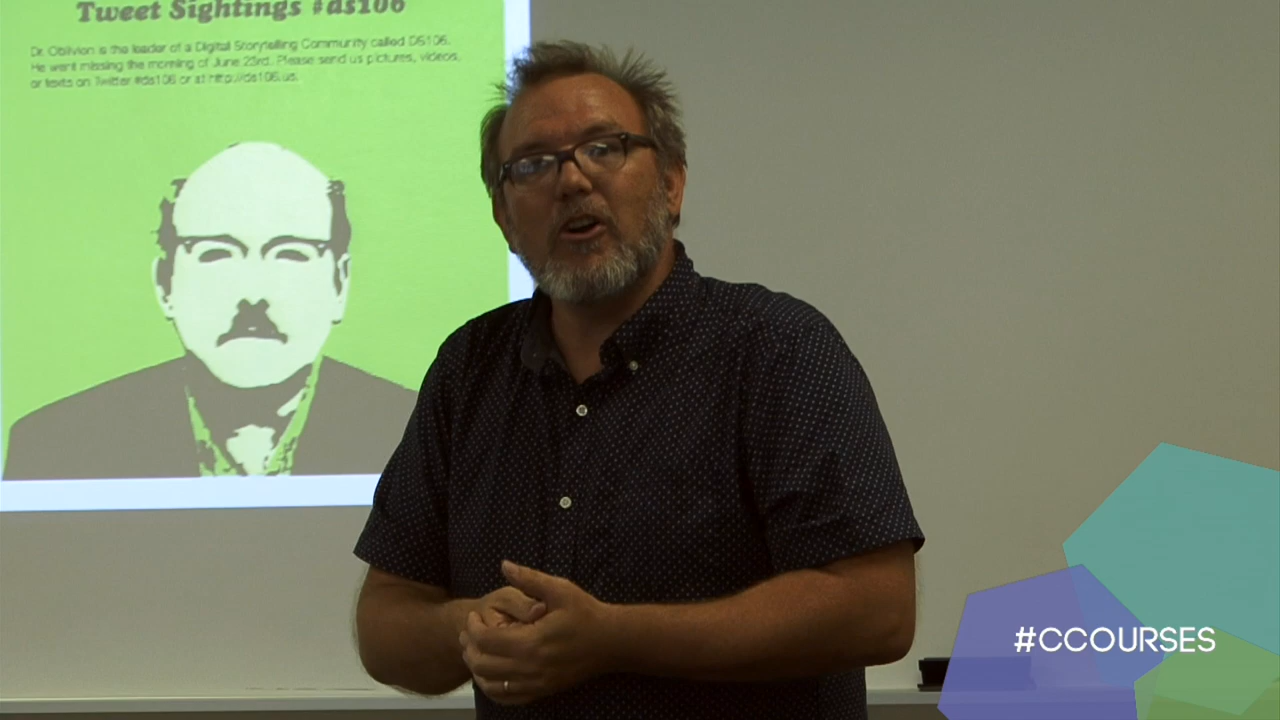 Tweet Sightings #ds106
Dr. Oblivion is the leader of a Digital Storytelling Community called DS106.
He went missing the morning of June 23rd. Please send us pictures, videos,
or texts on Twitter #ds106 or at http://ds106.us.
#CCOURSES